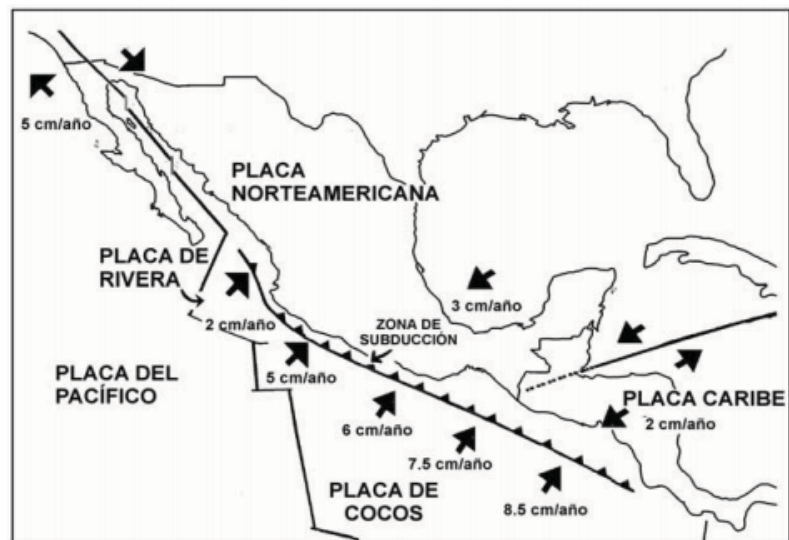 5 cm/año
PLACA
NORTEAMERICANA
PLACA DE
RIVERA
3 cm/año
2 cm/año
ZONA DE
SUBDUCCIÓN
5 cm/año
PLACA DEL
PACÍFICO
6 cm/año
PLACA CARIBE
2 cm/año
7.5 cm/año
PLACA DE
COCOS
8.5 cm/año